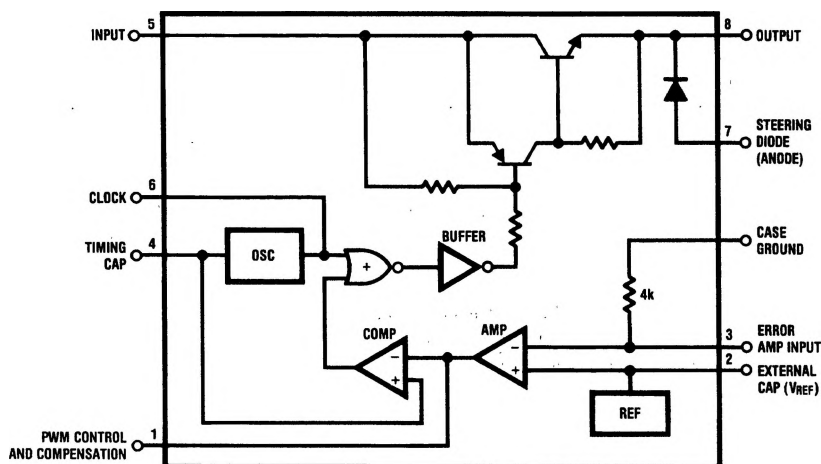 5
INPUT
8
OUTPUT
7
STEERING
DIODE
(ANODE)
6
CLOCK
4
TIMING
CAP
OSC
+
BUFFER
CASE
GROUND
4k
COMP
−
+
AMP
−
+
3
ERROR
AMP INPUT
2
EXTERNAL
CAP (VREF)
REF
1
PWM CONTROL
AND COMPENSATION